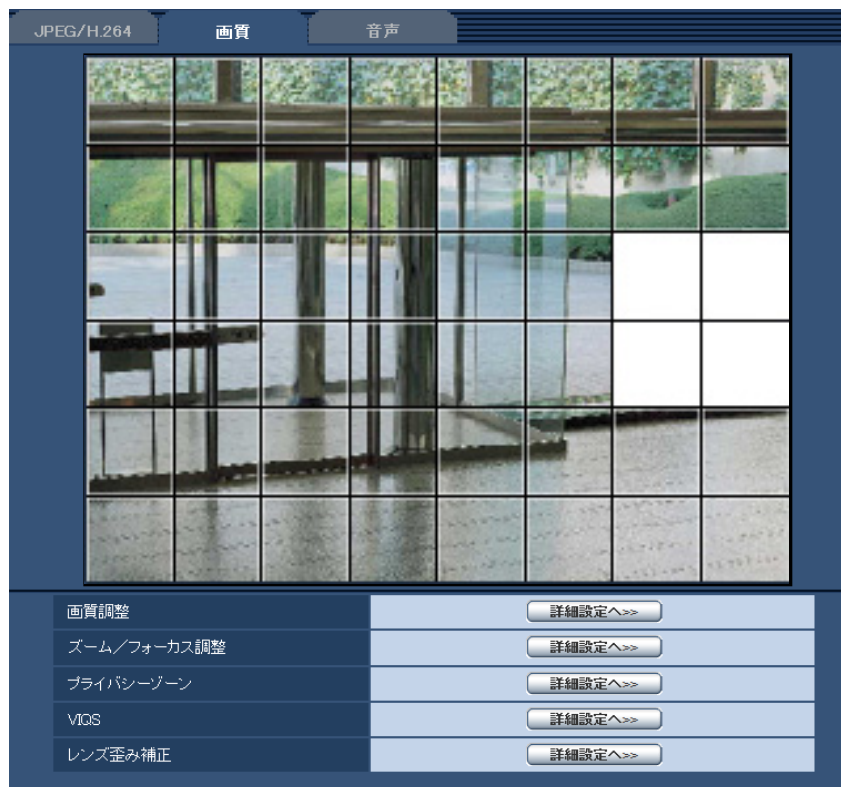 JPEG/H.264 画質 音声
画質調整 詳細設定へ>>
ズーム/フォーカス調整 詳細設定へ>>
プライバシーゾーン 詳細設定へ>>
VIQS 詳細設定へ>>
レンズ歪み補正 詳細設定へ>>